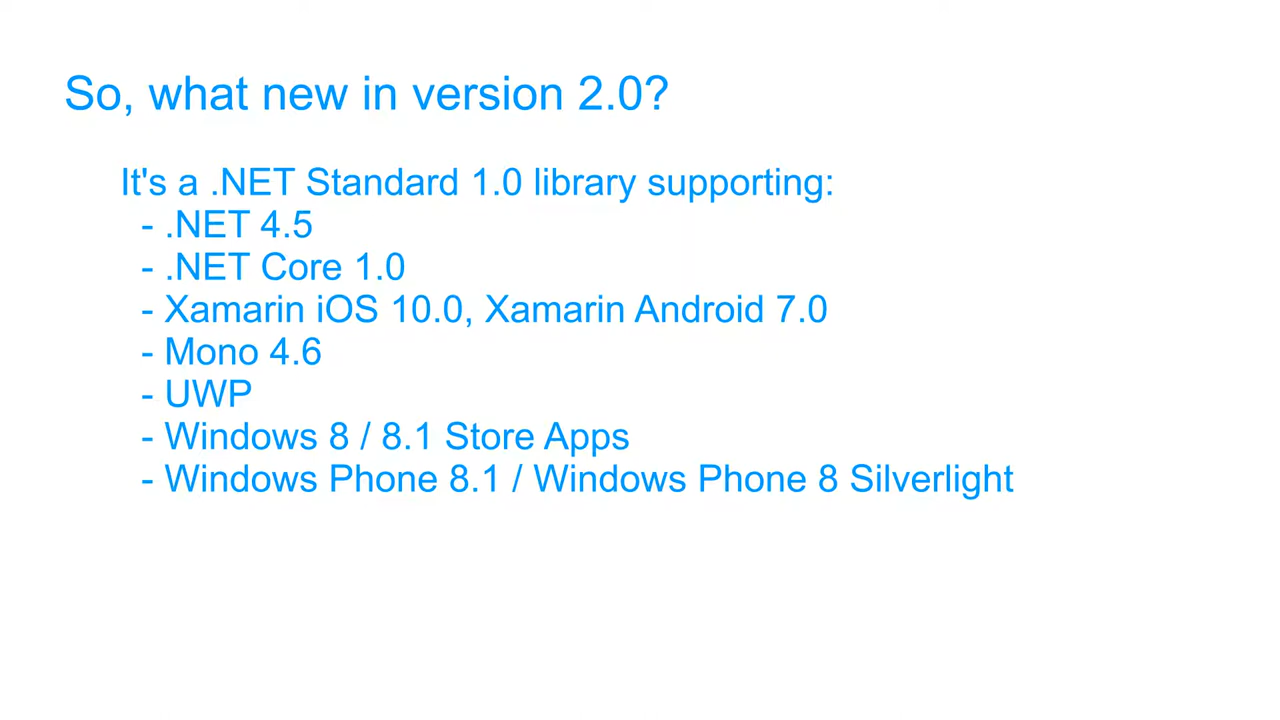 So, what new in version 2.0?
It's a .NET Standard 1.0 library supporting:
- .NET 4.5
- .NET Core 1.0
- Xamarin iOS 10.0, Xamarin Android 7.0
- Mono 4.6
- UWP
- Windows 8 / 8.1 Store Apps
- Windows Phone 8.1 / Windows Phone 8 Silverlight